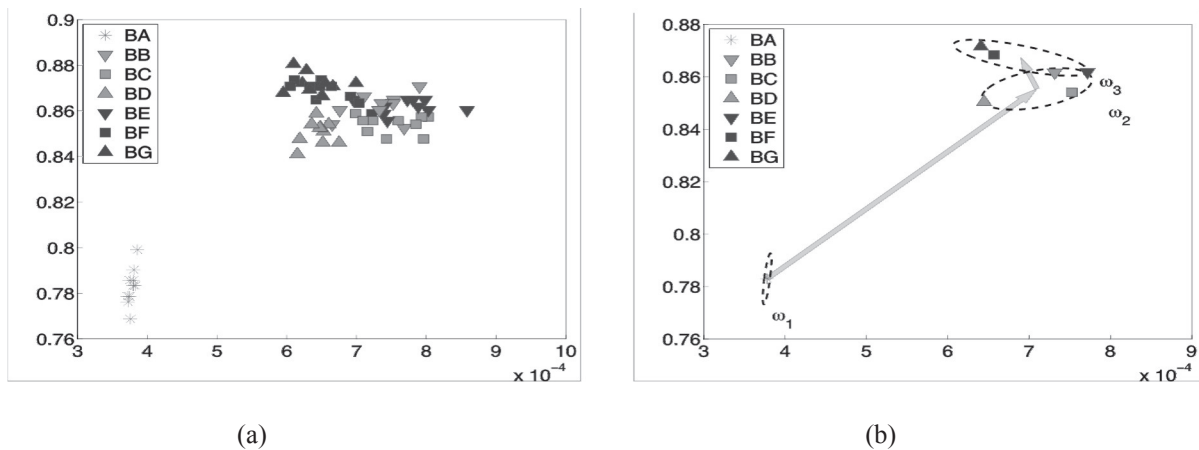 0.9
0.88
0.86
0.84
0.82
0.8
0.78
0.76
3 4 5 6 7 8 9 10
x 10⁻⁴
BA
BB
BC
BD
BE
BF
BG
(a)
0.88
0.86
0.84
0.82
0.8
0.78
0.76
3 4 5 6 7 8 9
x 10⁻⁴
BA
BB
BC
BD
BE
BF
BG
ω₃
ω₂
ω₁
(b)